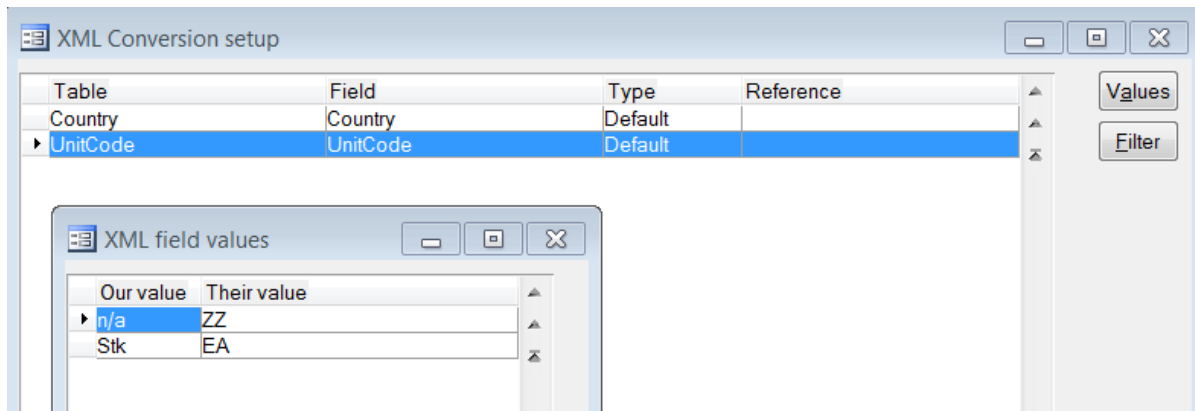 XML Conversion setup
Table Field Type Reference
Country Country Default
UnitCode UnitCode Default
Values
Filter
XML field values
Our value Their value
n/a ZZ
Stk EA